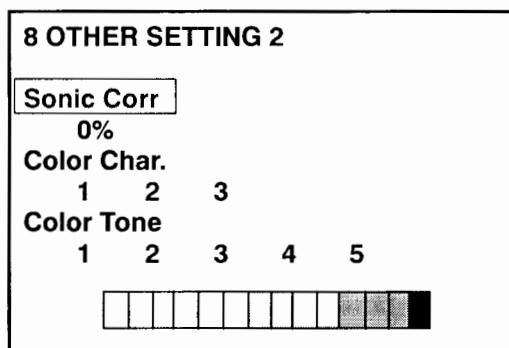 8 OTHER SETTING 2
Sonic Corr
0%
Color Char.
1 2 3
Color Tone
1 2 3 4 5